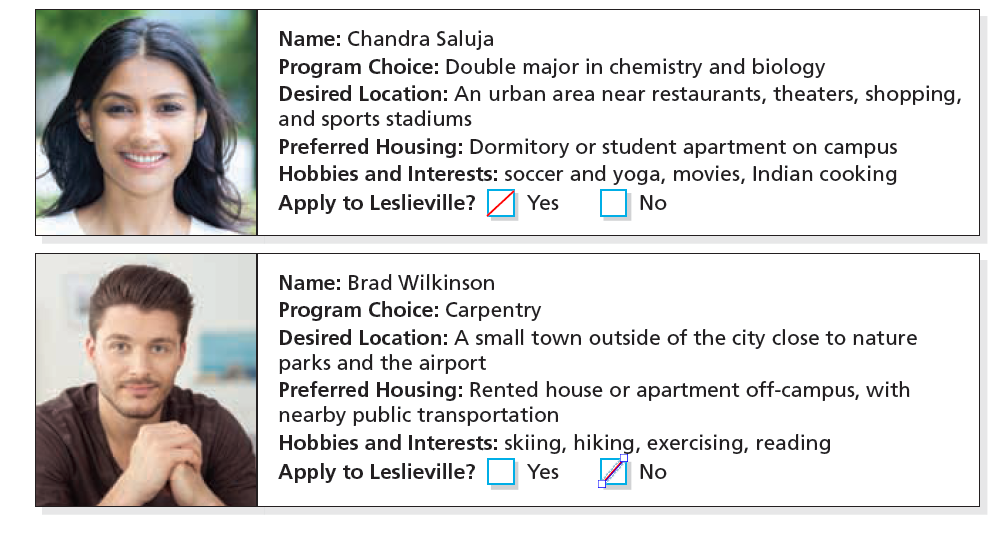 Name: Chandra Saluja
Program Choice: Double major in chemistry and biology
Desired Location: An urban area near restaurants, theaters, shopping,
and sports stadiums
Preferred Housing: Dormitory or student apartment on campus
Hobbies and Interests: soccer and yoga, movies, Indian cooking
Apply to Leslieville? Yes No
Name: Brad Wilkinson
Program Choice: Carpentry
Desired Location: A small town outside of the city close to nature
parks and the airport
Preferred Housing: Rented house or apartment off-campus, with
nearby public transportation
Hobbies and Interests: skiing, hiking, exercising, reading
Apply to Leslieville? Yes No